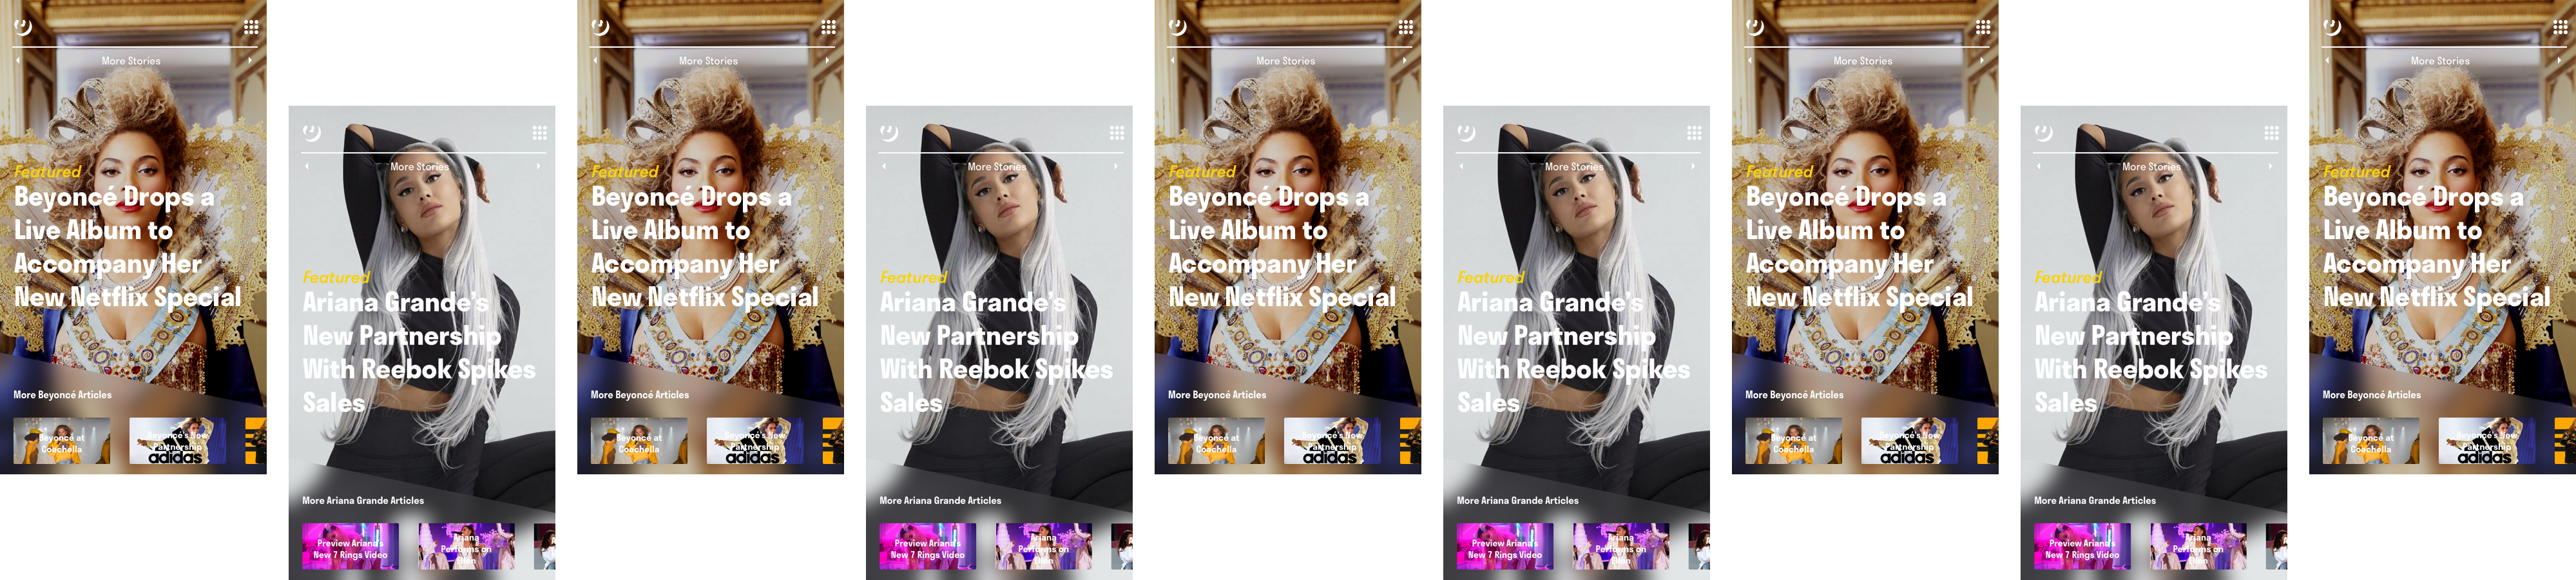 More Stories
Featured
Beyoncé Drops a
Live Album to
Accompany Her
New Netflix Special
More Beyoncé Articles
Beyoncé at
Coachella
Beyoncé's New
Partnership
adidas
More Stories
Featured
Ariana Grande's
New Partnership
With Reebok Spikes
Sales
More Ariana Grande Articles
Preview Ariana's
New 7 Rings Video
Ariana
Performs on
More Stories
Featured
Beyoncé Drops a
Live Album to
Accompany Her
New Netflix Special
More Beyoncé Articles
Beyoncé at
Coachella
Beyoncé's New
Partnership
adidas
More Stories
Featured
Ariana Grande's
New Partnership
With Reebok Spikes
Sales
More Ariana Grande Articles
Preview Ariana's
New 7 Rings Video
Ariana
Performs on
More Stories
Featured
Beyoncé Drops a
Live Album to
Accompany Her
New Netflix Special
More Beyoncé Articles
Beyoncé at
Coachella
Beyoncé's New
Partnership
adidas
More Stories
Featured
Ariana Grande's
New Partnership
With Reebok Spikes
Sales
More Ariana Grande Articles
Preview Ariana's
New 7 Rings Video
Ariana
Performs on
More Stories
Featured
Beyoncé Drops a
Live Album to
Accompany Her
New Netflix Special
More Beyoncé Articles
Beyoncé at
Coachella
Beyoncé's New
Partnership
adidas
More Stories
Featured
Ariana Grande's
New Partnership
With Reebok Spikes
Sales
More Ariana Grande Articles
Preview Ariana's
New 7 Rings Video
Ariana
Performs on
More Stories
Featured
Beyoncé Drops a
Live Album to
Accompany Her
New Netflix Special
More Beyoncé Articles
Beyoncé at
Coachella
Beyoncé's New
Partnership
adidas